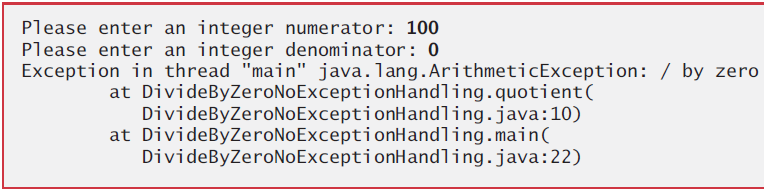 Please enter an integer numerator: 100
Please enter an integer denominator: 0
Exception in thread "main" java.lang.ArithmeticException: / by zero
at DivideByZeroNoExceptionHandling.quotient(
DivideByZeroNoExceptionHandling.java:10)
at DivideByZeroNoExceptionHandling.main(
DivideByZeroNoExceptionHandling.java:22)